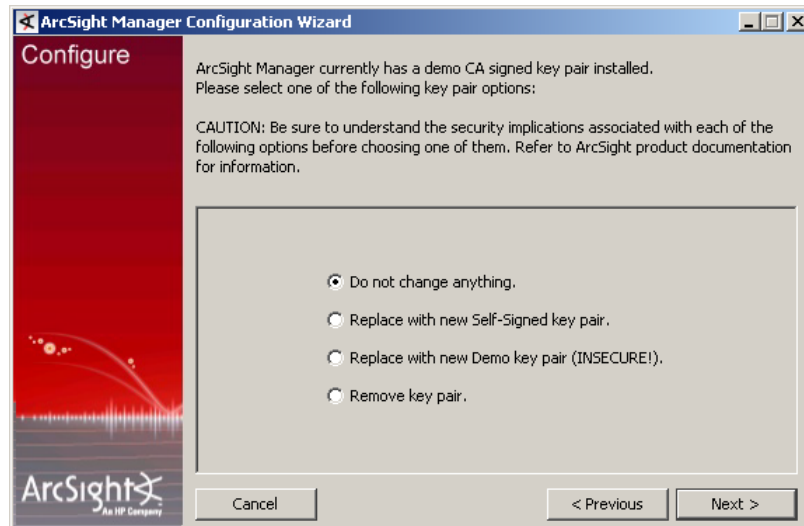 ArcSight Manager Configuration Wizard
Configure
ArcSight Manager currently has a demo CA signed key pair installed.
Please select one of the following key pair options:
CAUTION: Be sure to understand the security implications associated with each of the
following options before choosing one of them. Refer to ArcSight product documentation
for information.
Do not change anything.
Replace with new Self-Signed key pair.
Replace with new Demo key pair (INSECURE!).
Remove key pair.
ArcSight
An HP Company
Cancel
< Previous
Next >